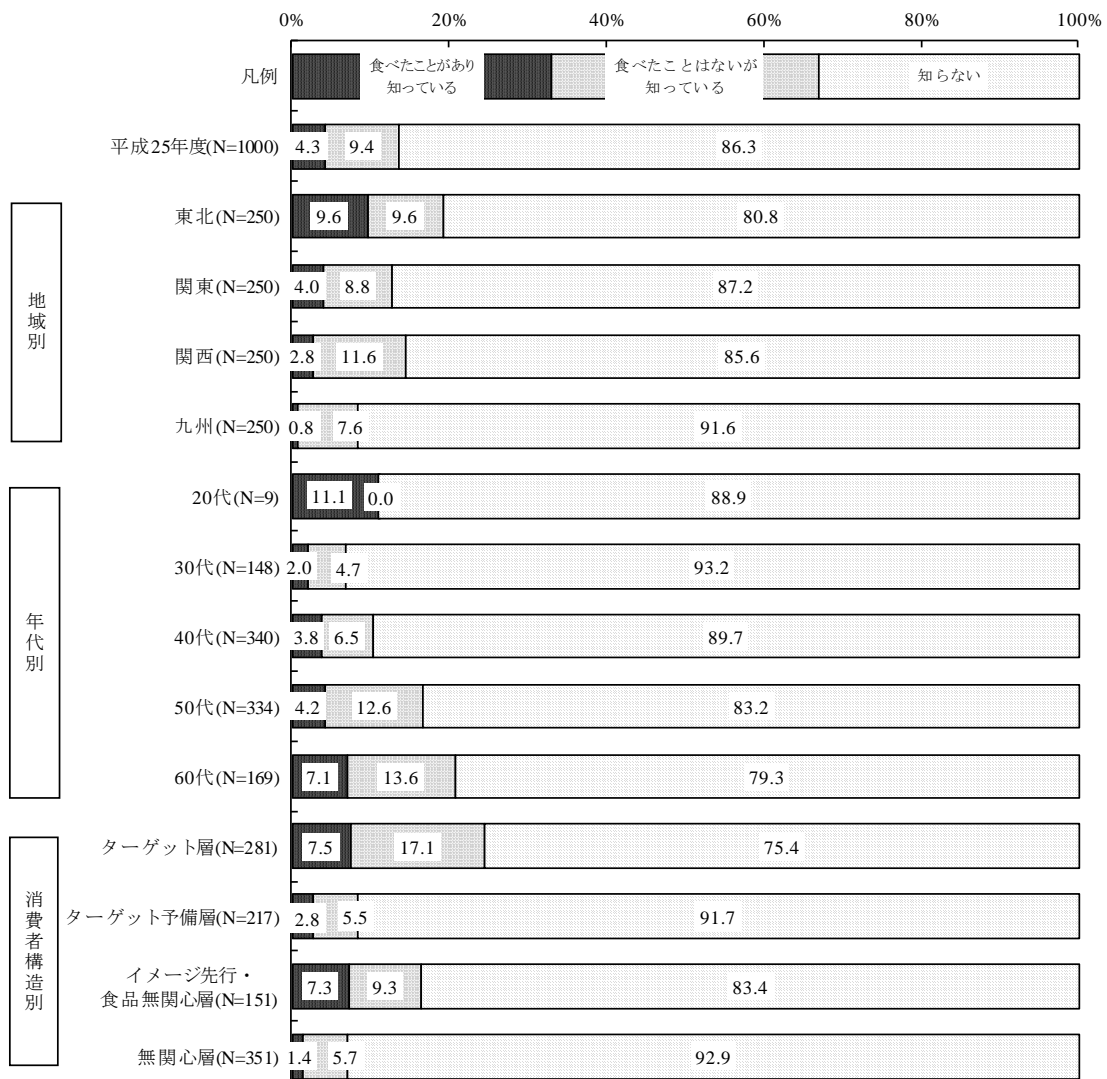 0% 20% 40% 60% 80% 100%
凡例 食べたことがあり 知っている 食べたことはないが 知っている 知らない
平成25年度(N=1000) 4.3 9.4 86.3
地域別
東北(N=250) 9.6 9.6 80.8
関東(N=250) 4.0 8.8 87.2
関西(N=250) 2.8 11.6 85.6
九州(N=250) 0.8 7.6 91.6
年代別
20代(N=9) 11.1 0.0 88.9
30代(N=148) 2.0 4.7 93.2
40代(N=340) 3.8 6.5 89.7
50代(N=334) 4.2 12.6 83.2
60代(N=169) 7.1 13.6 79.3
消費者構造別
ターゲット層(N=281) 7.5 17.1 75.4
ターゲット予備層(N=217) 2.8 5.5 91.7
イメージ先行・
食品無関心層(N=151) 7.3 9.3 83.4
無関心層(N=351) 1.4 5.7 92.9